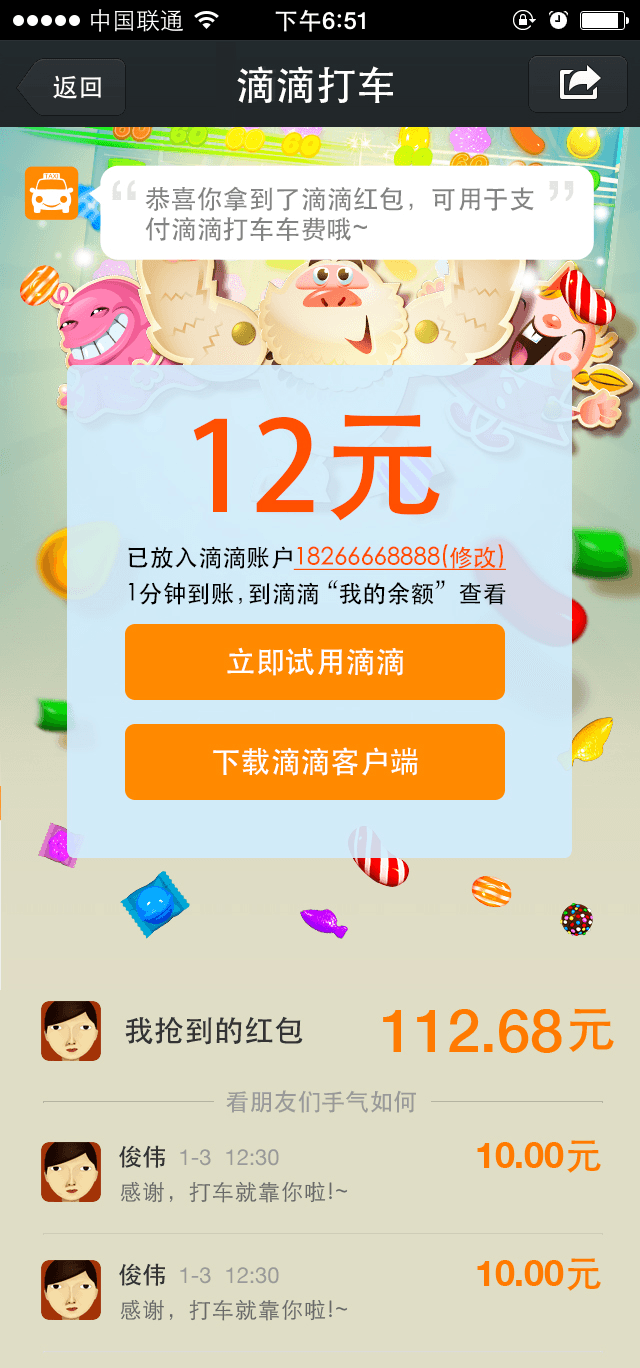 中国联通
下午6:51
返回
滴滴打车
TAXI
“恭喜你拿到了滴滴红包，可用于支”
付滴滴打车车费哦~
12元
已放入滴滴账户18266668888(修改)
1分钟到账,到滴滴“我的余额”查看
立即试用滴滴
下载滴滴客户端
我抢到的红包
112.68元
看朋友们手气如何
俊伟 1-3 12:30
10.00元
感谢，打车就靠你啦!~
俊伟 1-3 12:30
10.00元
感谢，打车就靠你啦!~